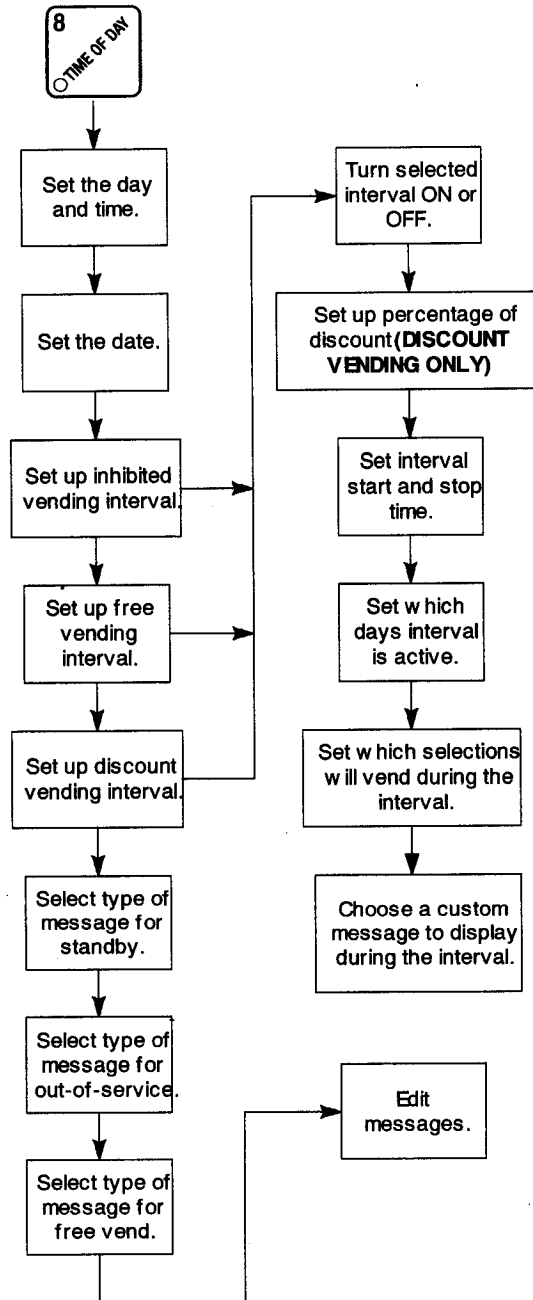 8
TIME OF DAY
Set the day
and time.
Set the date.
Set up inhibited
vending interval.
Set up free
vending
interval.
Set up discount
vending interval.
Select type of
message for
standby.
Select type of
message for
out-of-service.
Select type of
message for
free vend.
Turn selected
interval ON or
OFF.
Set up percentage of
discount(DISCOUNT
VENDING ONLY)
Set interval
start and stop
time.
Set which
days interval
is active.
Set which selections
will vend during the
interval.
Choose a custom
message to display
during the interval.
Edit
messages.